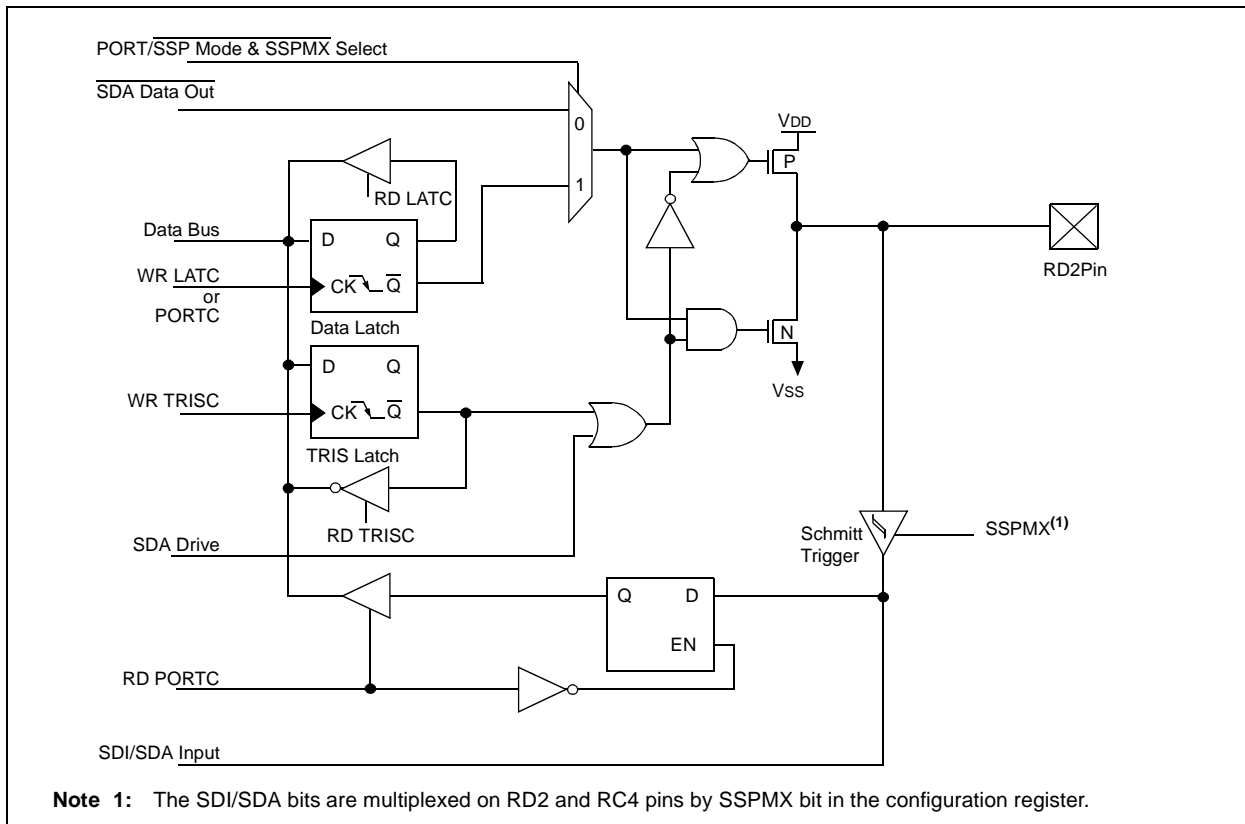 PORT/SSP Mode & SSPMX Select
SDA Data Out
0
1
VDD
P
RD LATC
Data Bus
D Q
WR LATC
or
PORTC
CK Q
Data Latch
RD2Pin
N
VSS
D Q
WR TRISC
CK Q
TRIS Latch
RD TRISC
SDA Drive
Schmitt
Trigger
SSPMX(1)
Q D
EN
RD PORTC
SDI/SDA Input
Note 1: The SDI/SDA bits are multiplexed on RD2 and RC4 pins by SSPMX bit in the configuration register.